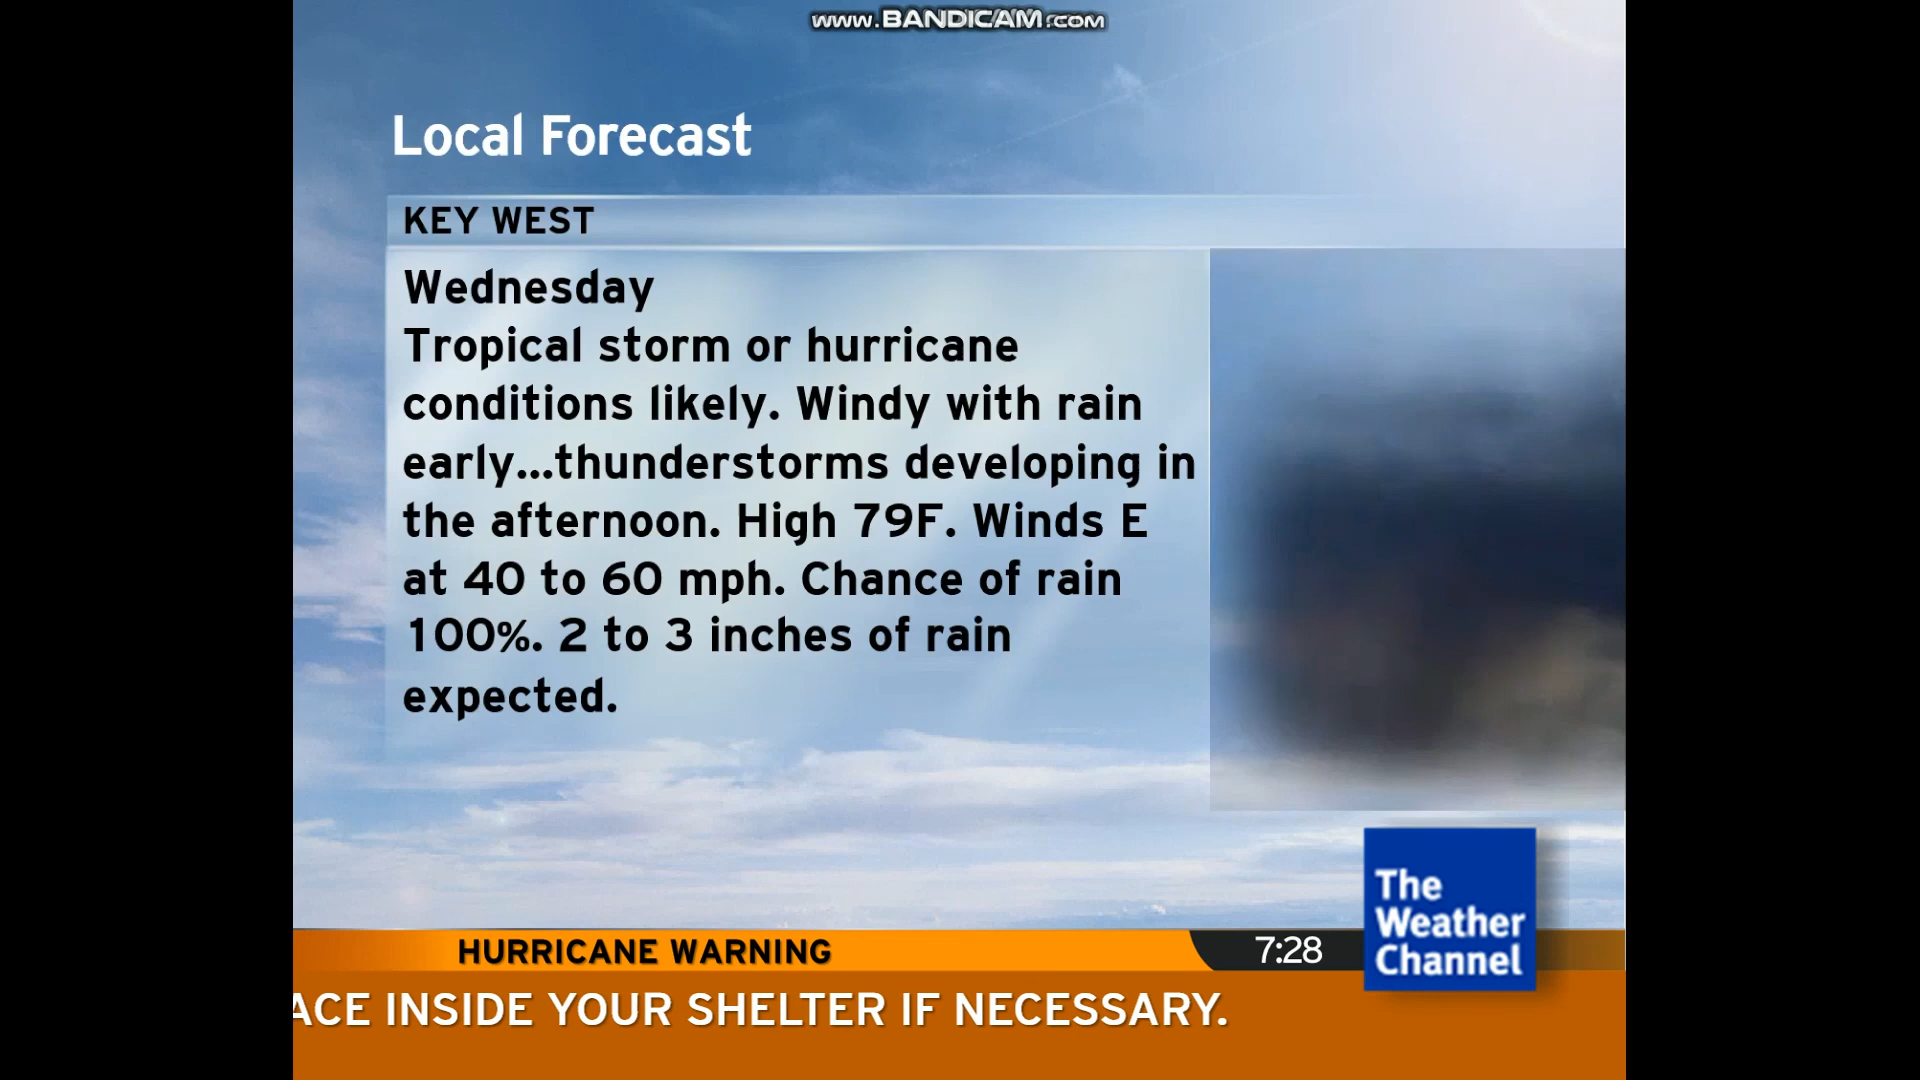 www.BANDICAM.com
Local Forecast
KEY WEST
Wednesday
Tropical storm or hurricane
conditions likely. Windy with rain
early...thunderstorms developing in
the afternoon. High 79F. Winds E
at 40 to 60 mph. Chance of rain
100%. 2 to 3 inches of rain
expected.
The
Weather
Channel
HURRICANE WARNING
7:28
ACE INSIDE YOUR SHELTER IF NECESSARY.